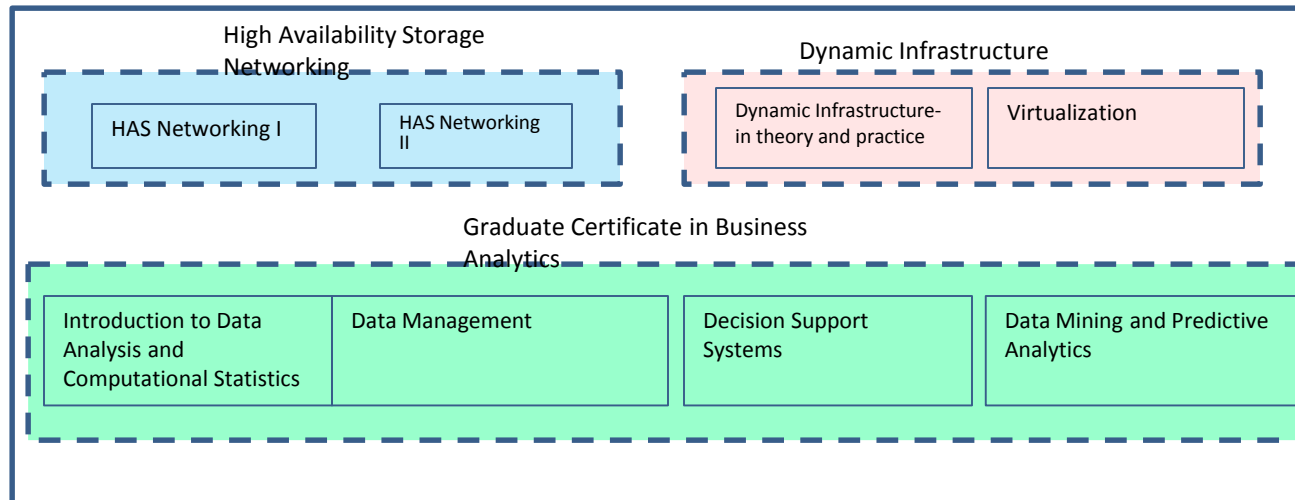 High Availability Storage
Networking
Dynamic Infrastructure
HAS Networking I
HAS Networking
II
Dynamic Infrastructure-
in theory and practice
Virtualization
Graduate Certificate in Business
Analytics
Introduction to Data
Analysis and
Computational Statistics
Data Management
Decision Support
Systems
Data Mining and Predictive
Analytics